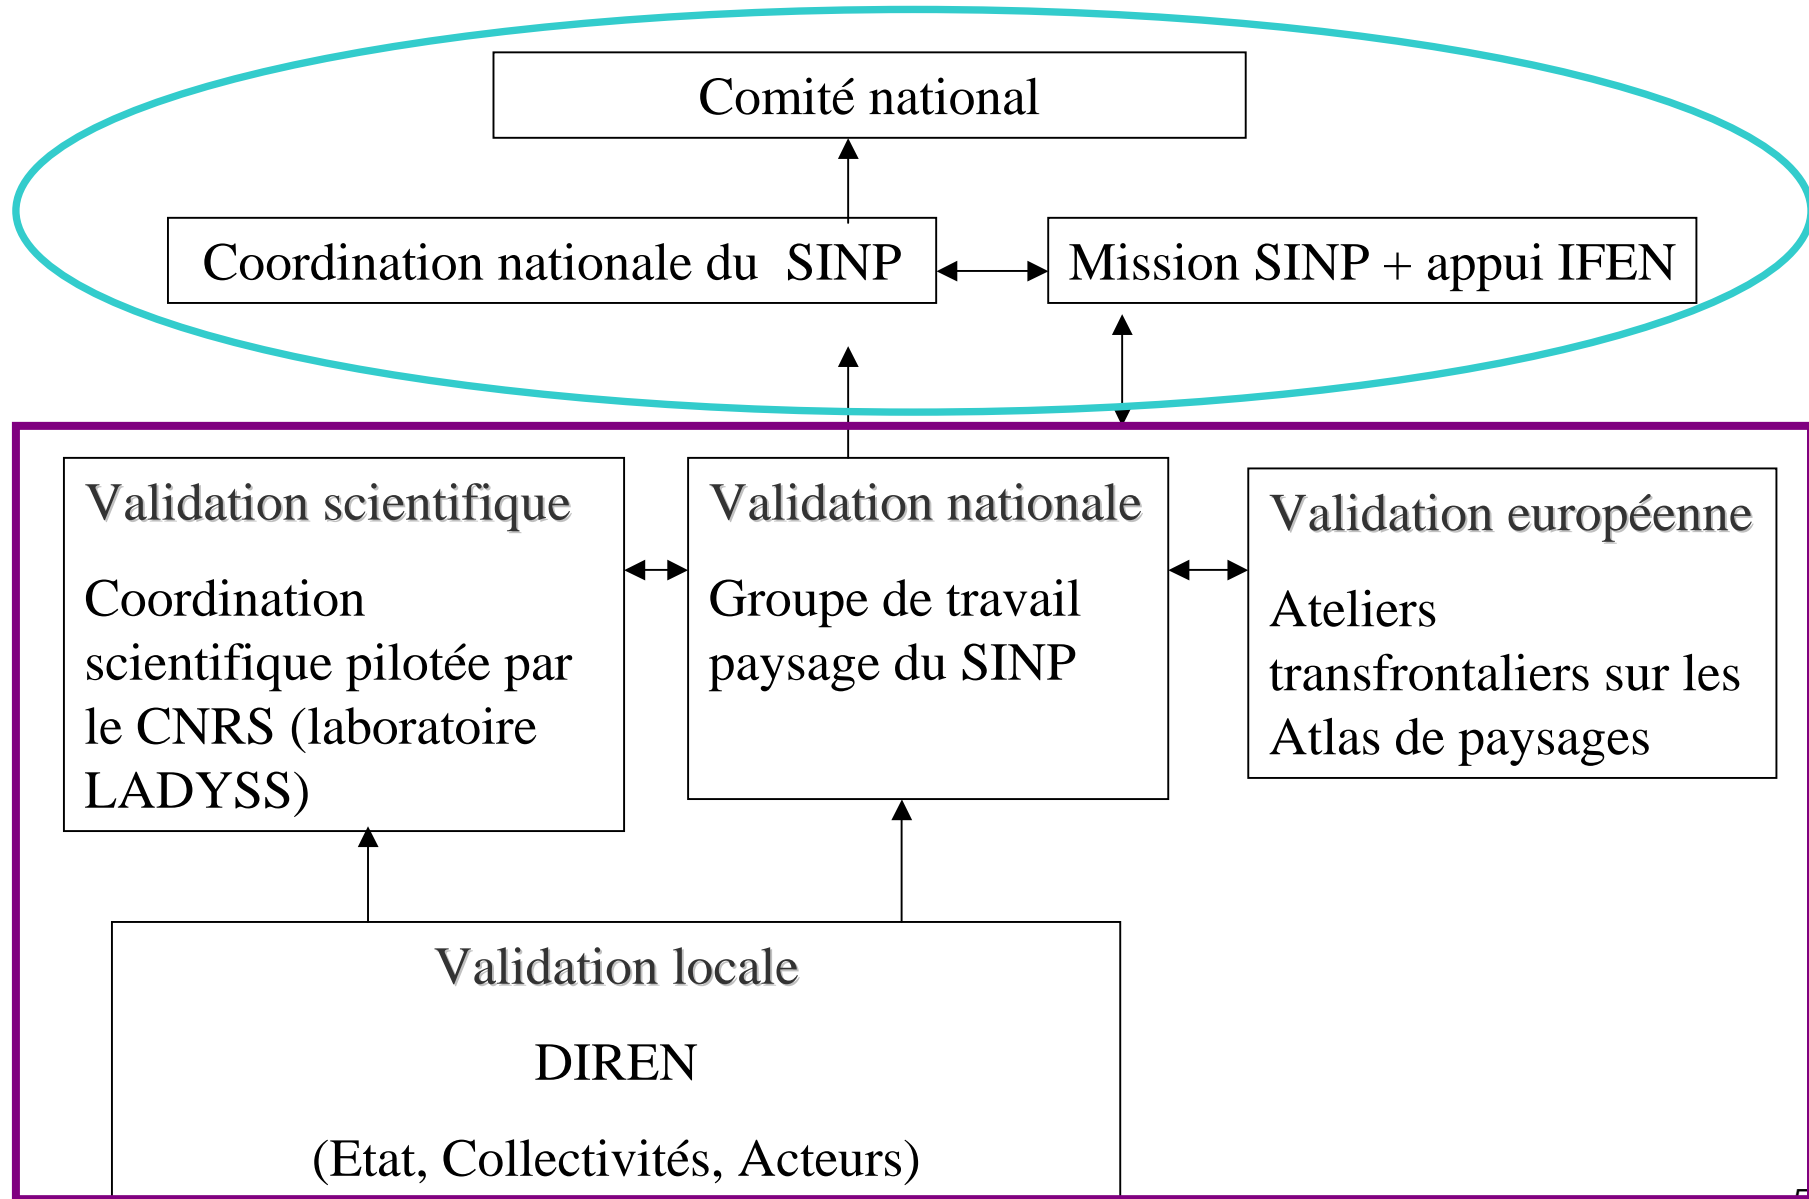 Comité national
Coordination nationale du SINP
Mission SINP + appui IFEN
Validation scientifique
Coordination
scientifique pilotée par
le CNRS (laboratoire
LADYSS)
Validation nationale
Groupe de travail
paysage du SINP
Validation européenne
Ateliers
transfrontaliers sur les
Atlas de paysages
Validation locale
DIREN
(Etat, Collectivités, Acteurs)